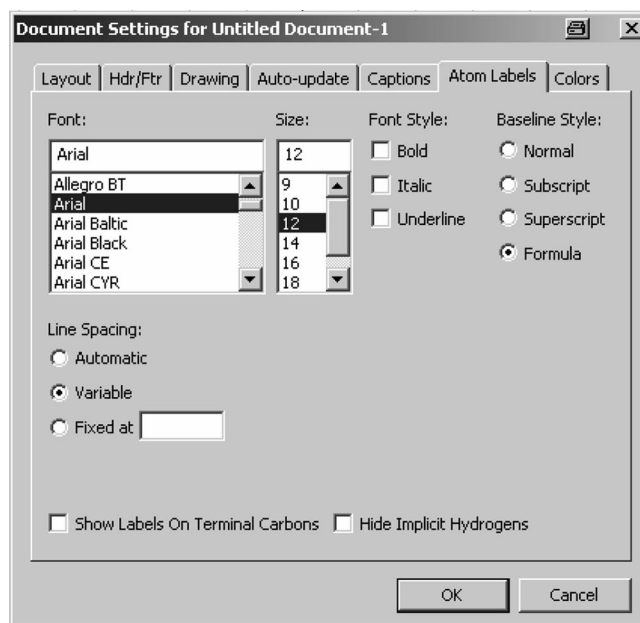 Document Settings for Untitled Document-1
Layout Hdr/Ftr Drawing Auto-update Captions Atom Labels Colors
Font: Size: Font Style: Baseline Style:
Arial 12 Bold Normal
Allegro BT 9 Italic Subscript
Arial 10 Underline Superscript
Arial Baltic 12 Formula
Arial Black 14
Arial CE 16
Arial CYR 18
Line Spacing:
Automatic
Variable
Fixed at
Show Labels On Terminal Carbons Hide Implicit Hydrogens
OK Cancel